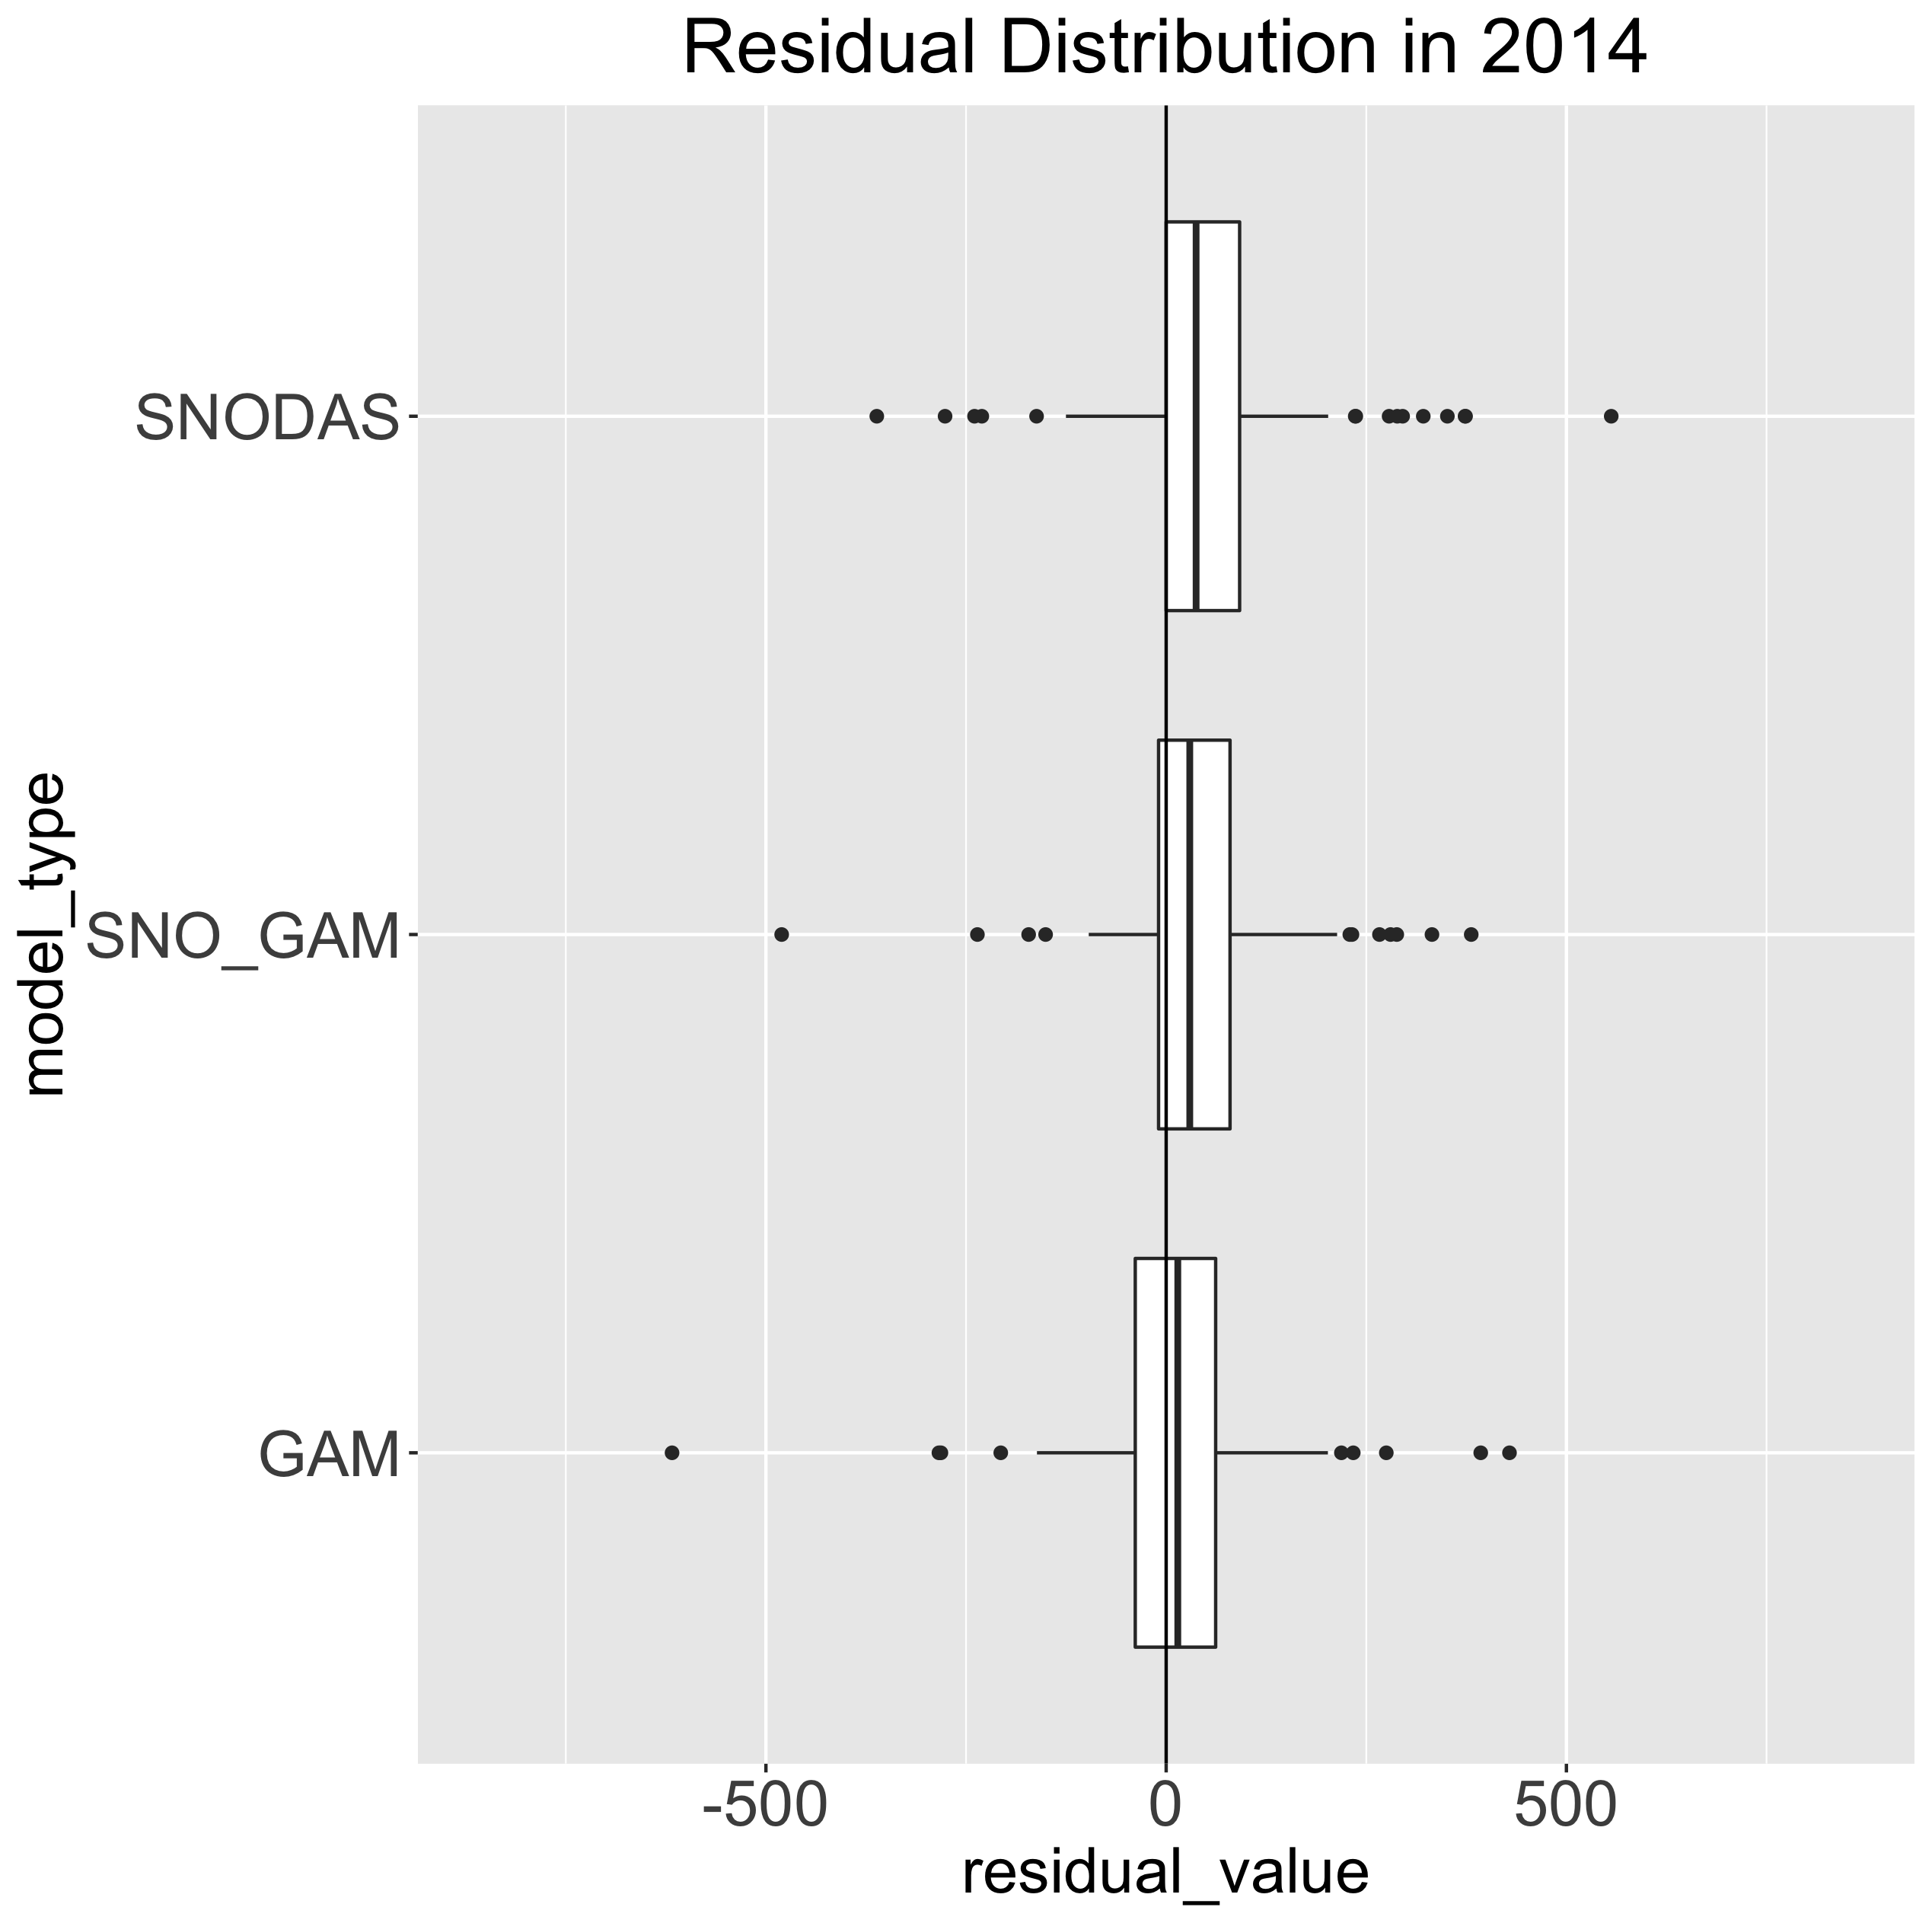 Residual Distribution in 2014
model_type
SNODAS
SNO_GAM
GAM
-500 0 500
residual_value